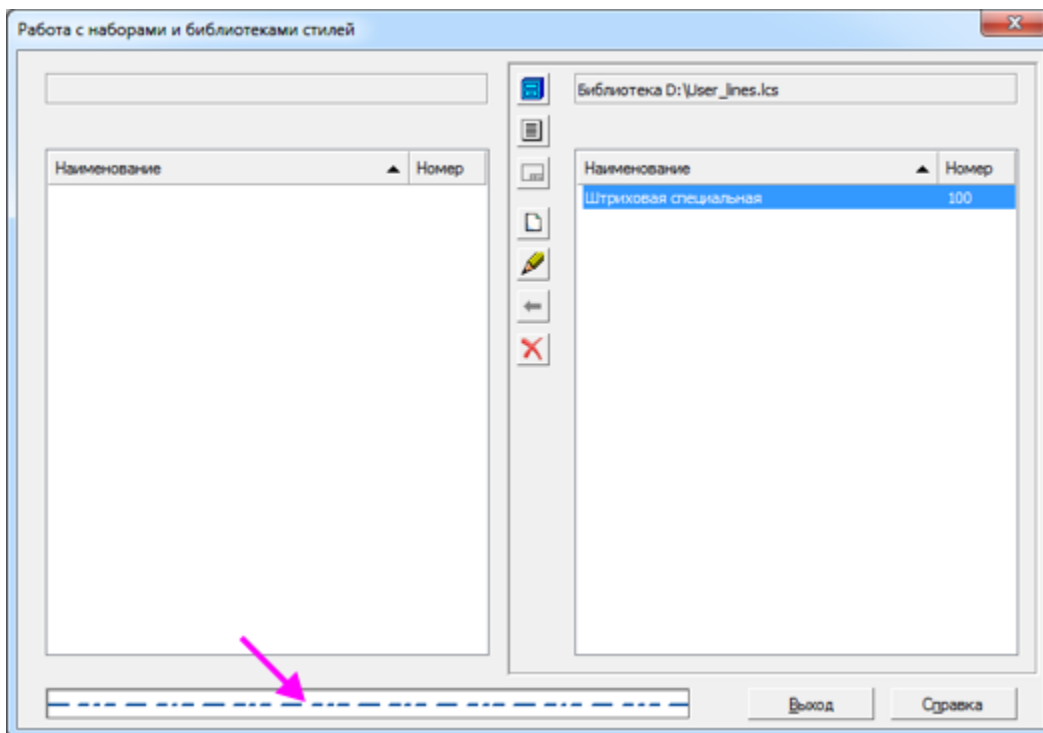 Работа с наборами и библиотеками стилей
Библиотека D:\User_lines.lcs
Наименование Номер
Наименование Номер
Штриховая специальная 100
Выход
Справка